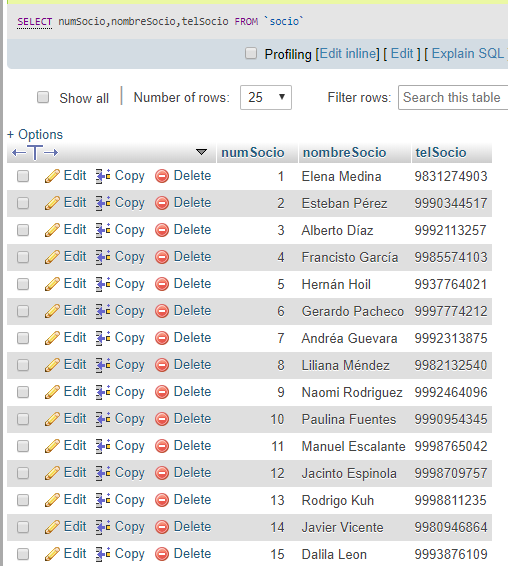 SELECT numSocio,nombreSocio,telSocio FROM `socio`
Profiling [Edit inline] [ Edit ] [ Explain SQL
Show all | Number of rows: 25 Filter rows: Search this table
+ Options
←T→ numSocio nombreSocio telSocio
Edit Copy Delete 1 Elena Medina 9831274903
Edit Copy Delete 2 Esteban Pérez 9990344517
Edit Copy Delete 3 Alberto Díaz 9992113257
Edit Copy Delete 4 Francisto García 9985574103
Edit Copy Delete 5 Hernán Hoil 9937764021
Edit Copy Delete 6 Gerardo Pacheco 9997774212
Edit Copy Delete 7 Andréa Guevara 9992313875
Edit Copy Delete 8 Liliana Méndez 9982132540
Edit Copy Delete 9 Naomi Rodriguez 9992464096
Edit Copy Delete 10 Paulina Fuentes 9990954345
Edit Copy Delete 11 Manuel Escalante 9998765042
Edit Copy Delete 12 Jacinto Espinola 9998709757
Edit Copy Delete 13 Rodrigo Kuh 9998811235
Edit Copy Delete 14 Javier Vicente 9980946864
Edit Copy Delete 15 Dalila Leon 9993876109